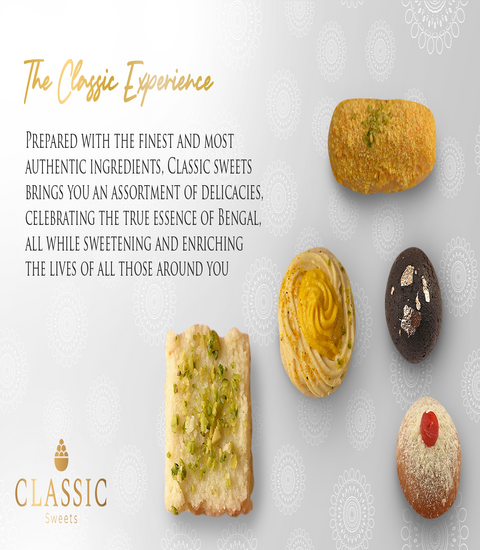 The Classic Experience
Prepared with the finest and most
authentic ingredients, Classic sweets
brings you an assortment of delicacies,
celebrating the true essence of Bengal,
all while sweetening and enriching
the lives of all those around you
CLASSIC
Sweets